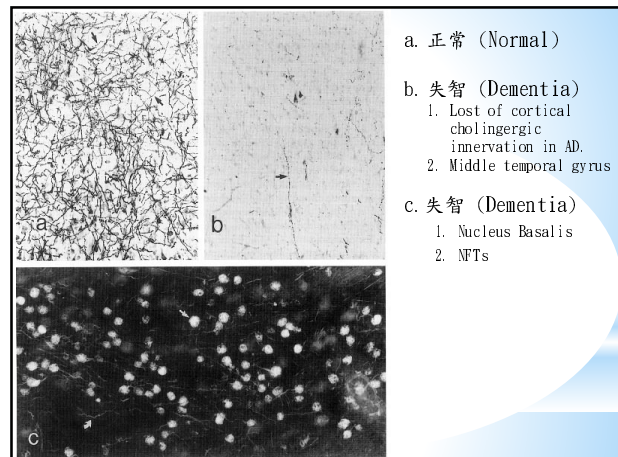 a
b
c
a. 正常 (Normal)
b. 失智 (Dementia)
1. Lost of cortical
cholingergic
innervation in AD.
2. Middle temporal gyrus
c. 失智 (Dementia)
1. Nucleus Basalis
2. NFTs